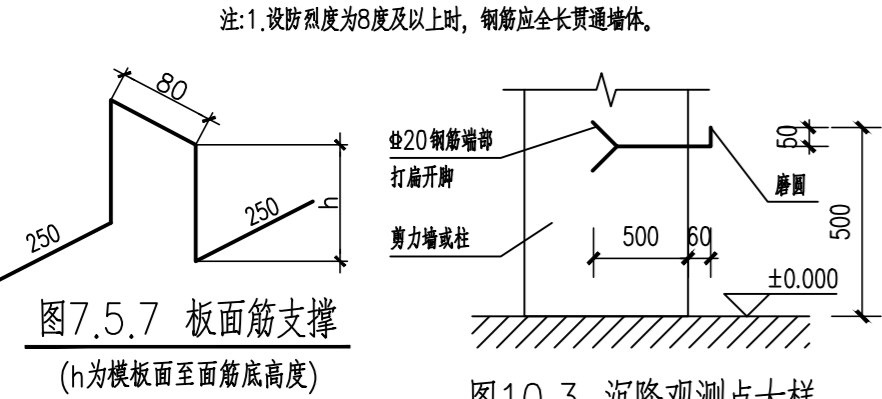 注:1.设防烈度为8度及以上时, 钢筋应全长贯通墙体。
80
250
250
h
图7.5.7 板面筋支撑
(h为模板面至面筋底高度)
Φ20钢筋端部
打扁开脚
剪力墙或柱
500
60
50
磨圆
500
±0.000
图10.3 沉降观测点大样